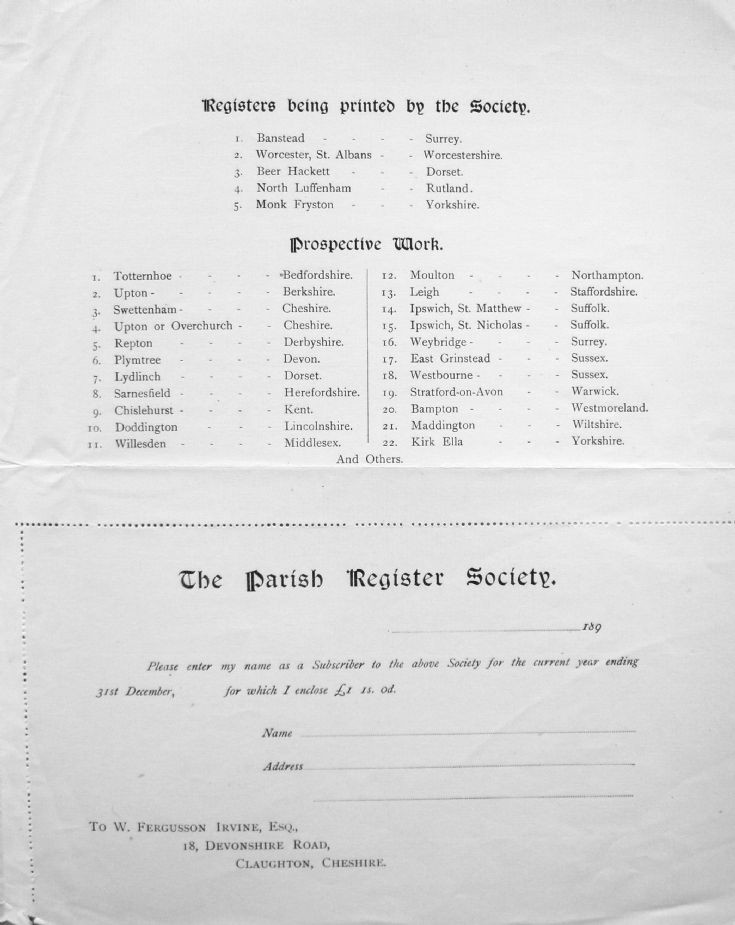 Registers being printed by the Society.
1. Banstead - - - - Surrey.
2. Worcester, St. Albans - - Worcestershire.
3. Beer Hackett - - - Dorset.
4. North Luffenham - - Rutland.
5. Monk Fryston - - - Yorkshire.
Prospective Work.
1. Totternhoe - - - - Bedfordshire.
2. Upton - - - - - Berkshire.
3. Swettenham - - - - Cheshire.
4. Upton or Overchurch - - Cheshire.
5. Repton - - - - Derbyshire.
6. Plymtree - - - - Devon.
7. Lydlinch - - - - Dorset.
8. Sarnesfield - - - - Herefordshire.
9. Chislehurst - - - - Kent.
10. Doddington - - - Lincolnshire.
11. Willesden - - - - Middlesex.
12. Moulton - - - - Northampton.
13. Leigh - - - - Staffordshire.
14. Ipswich, St. Matthew - - Suffolk.
15. Ipswich, St. Nicholas - - Suffolk.
16. Weybridge - - - - Surrey.
17. East Grinstead - - - Sussex.
18. Westbourne - - - - Sussex.
19. Stratford-on-Avon - - Warwick.
20. Bampton - - - - Westmoreland.
21. Maddington - - - Wiltshire.
22. Kirk Ella - - - Yorkshire.
And Others.
The Parish Register Society.
189
Please enter my name as a Subscriber to the above Society for the current year ending
31st December, for which I enclose £1 1s. 0d.
Name
Address
To W. Fergusson Irvine, Esq.,
18, Devonshire Road,
Claughton, Cheshire.